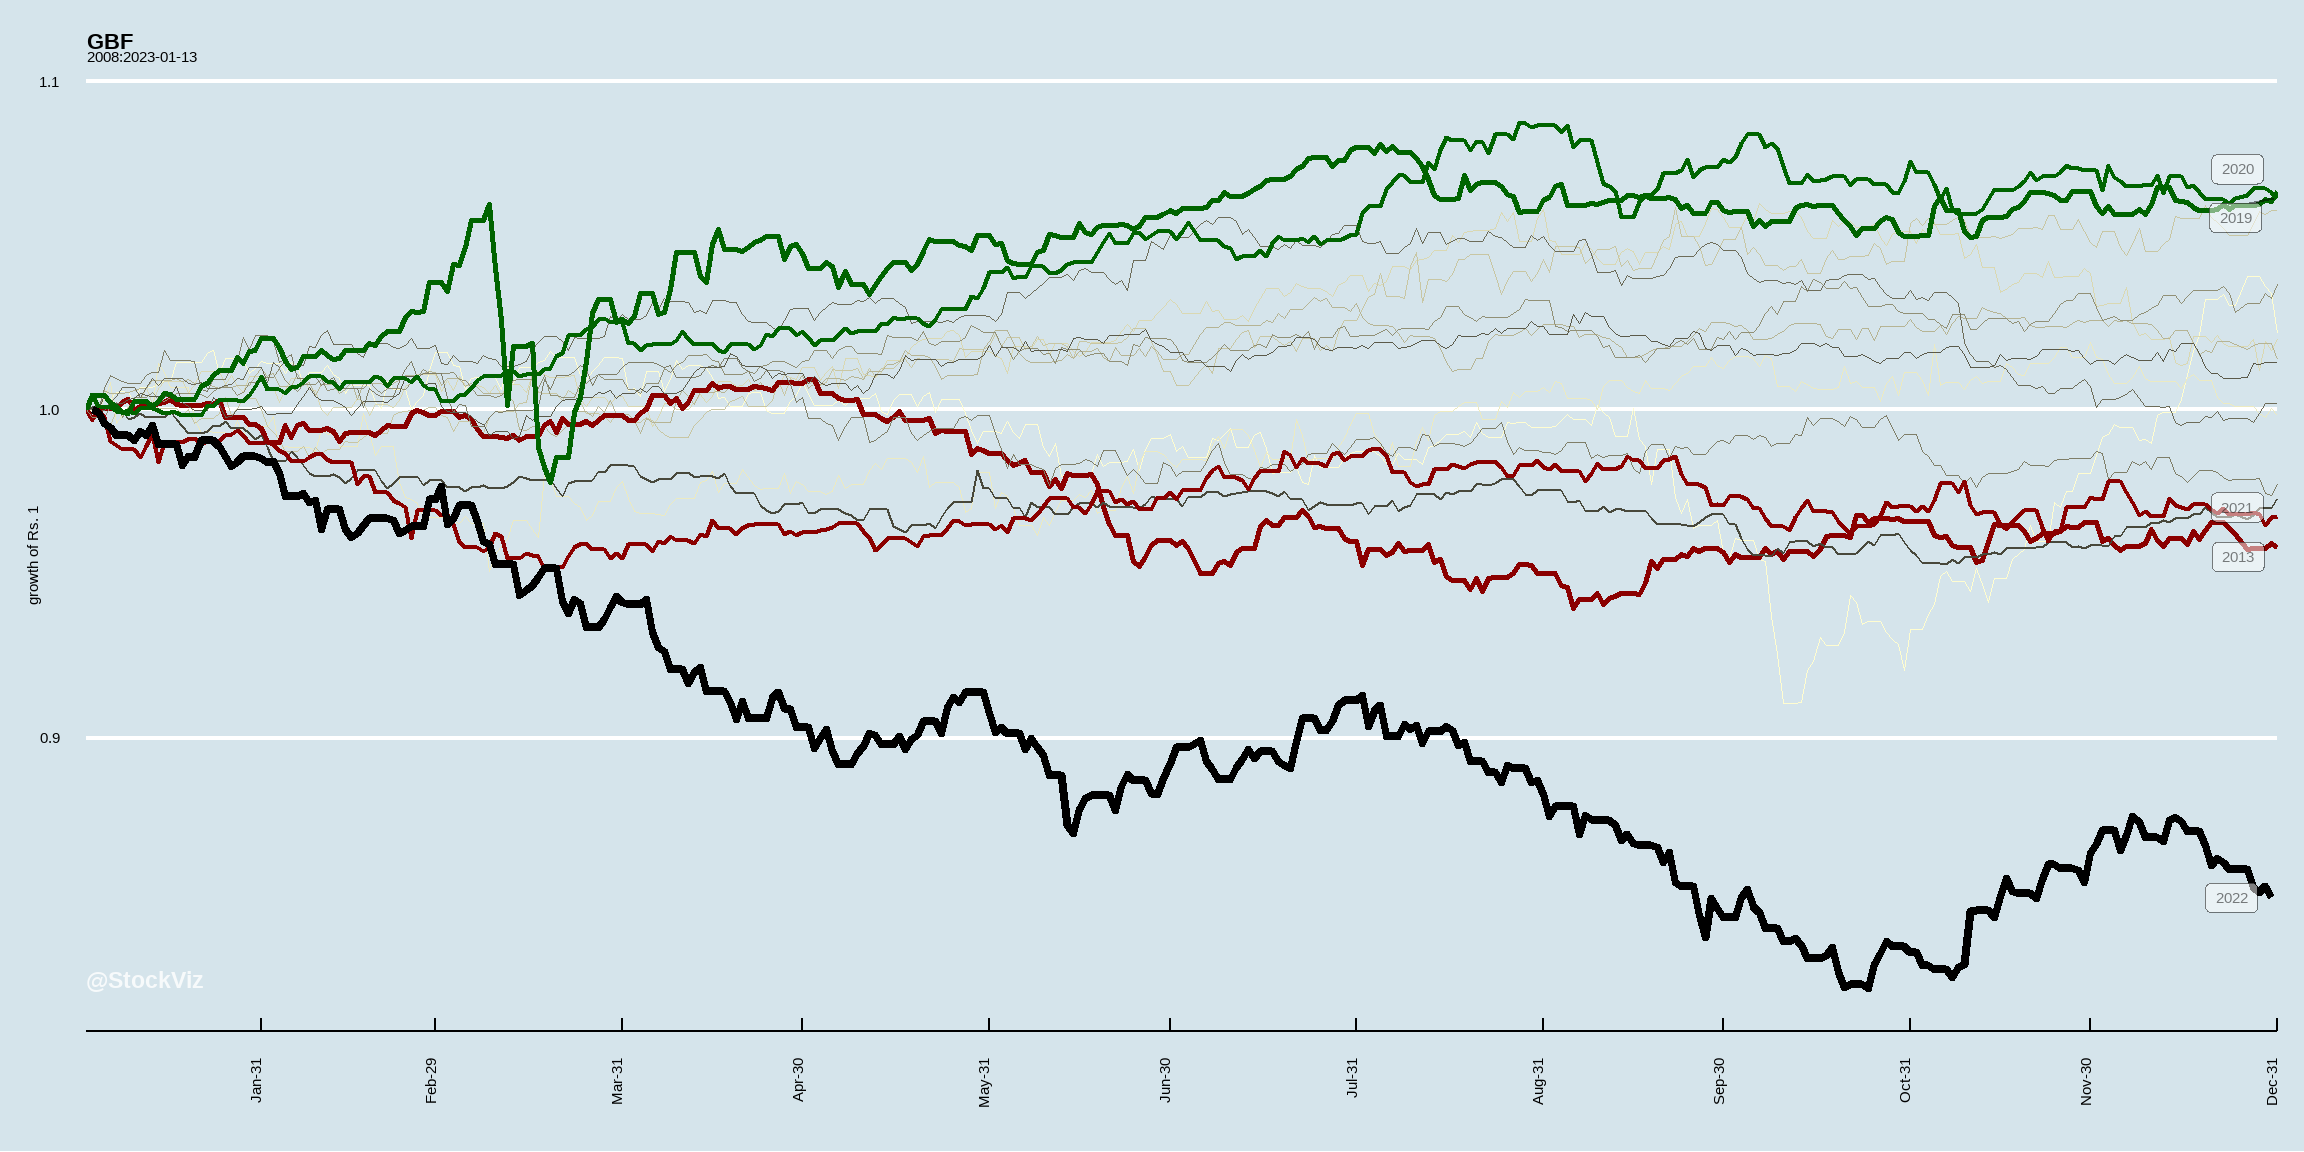 GBF
2008:2023-01-13
1.1
1.0
0.9
growth of Rs. 1
2020
2019
2021
2013
2022
@StockViz
Jan-31
Feb-29
Mar-31
Apr-30
May-31
Jun-30
Jul-31
Aug-31
Sep-30
Oct-31
Nov-30
Dec-31